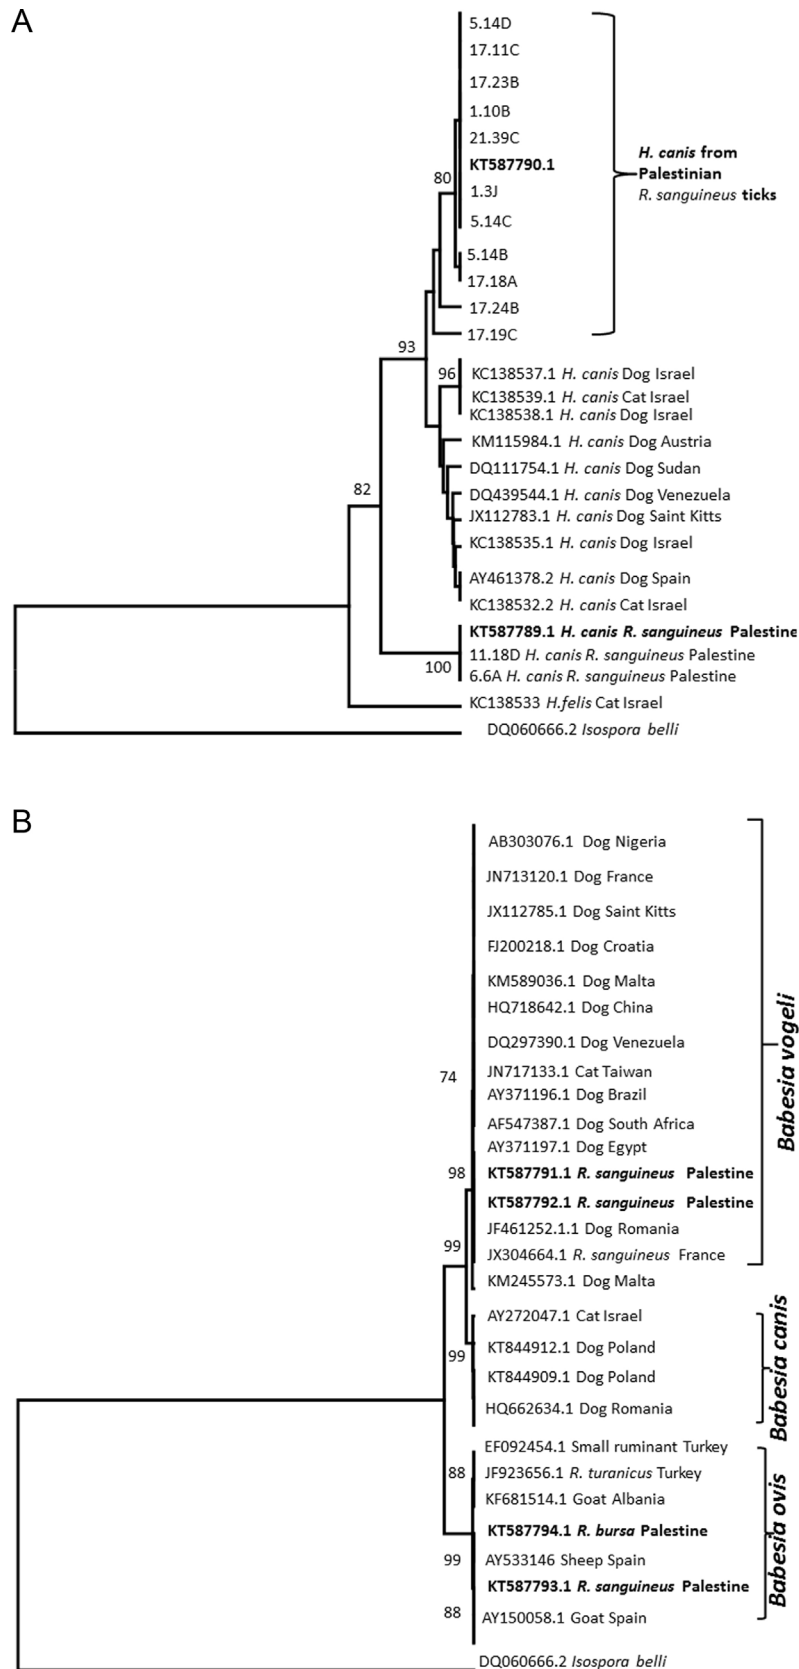 A
5.14D
17.11C
17.23B
1.10B
21.39C
KT587790.1
80
1.3J
5.14C
H. canis from
Palestinian
R. sanguineus ticks
5.14B
17.18A
17.24B
17.19C
93
96
KC138537.1 H. canis Dog Israel
KC138539.1 H. canis Cat Israel
KC138538.1 H. canis Dog Israel
KM115984.1 H. canis Dog Austria
DQ111754.1 H. canis Dog Sudan
82
DQ439544.1 H. canis Dog Venezuela
JX112783.1 H. canis Dog Saint Kitts
KC138535.1 H. canis Dog Israel
AY461378.2 H. canis Dog Spain
KC138532.2 H. canis Cat Israel
KT587789.1 H. canis R. sanguineus Palestine
11.18D H. canis R. sanguineus Palestine
100
6.6A H. canis R. sanguineus Palestine
KC138533 H.felis Cat Israel
DQ060666.2 Isospora belli
B
AB303076.1 Dog Nigeria
JN713120.1 Dog France
JX112785.1 Dog Saint Kitts
FJ200218.1 Dog Croatia
KM589036.1 Dog Malta
HQ718642.1 Dog China
DQ297390.1 Dog Venezuela
74
JN717133.1 Cat Taiwan
AY371196.1 Dog Brazil
AF547387.1 Dog South Africa
AY371197.1 Dog Egypt
98
KT587791.1 R. sanguineus Palestine
KT587792.1 R. sanguineus Palestine
JF461252.1.1 Dog Romania
99
JX304664.1 R. sanguineus France
KM245573.1 Dog Malta
Babesia vogeli
AY272047.1 Cat Israel
KT844912.1 Dog Poland
99
KT844909.1 Dog Poland
HQ662634.1 Dog Romania
Babesia canis
EF092454.1 Small ruminant Turkey
88
JF923656.1 R. turanicus Turkey
KF681514.1 Goat Albania
KT587794.1 R. bursa Palestine
99
AY533146 Sheep Spain
KT587793.1 R. sanguineus Palestine
88
AY150058.1 Goat Spain
Babesia ovis
DQ060666.2 Isospora belli